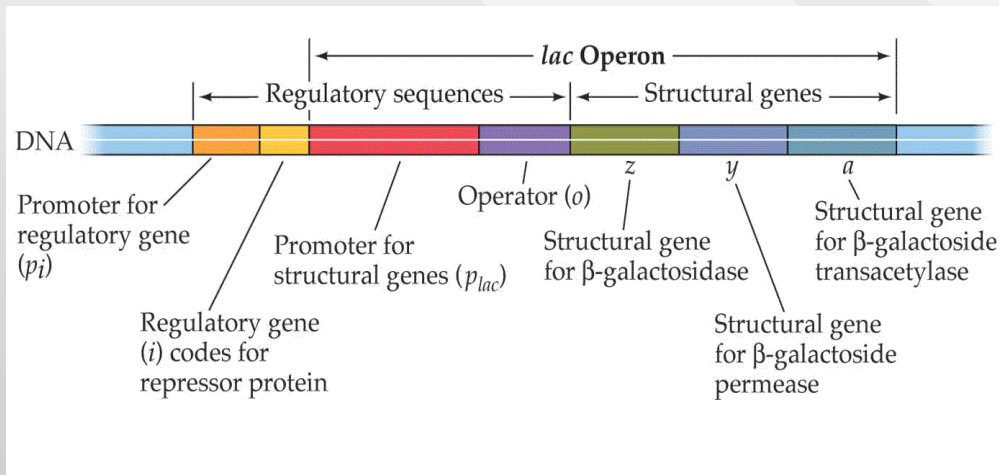 lac Operon
Regulatory sequences
Structural genes
DNA
z
y
a
Promoter for
regulatory gene
(pi)
Regulatory gene
(i) codes for
repressor protein
Promoter for
structural genes (plac)
Operator (o)
Structural gene
for β-galactosidase
Structural gene
for β-galactoside
permease
Structural gene
for β-galactoside
transacetylase